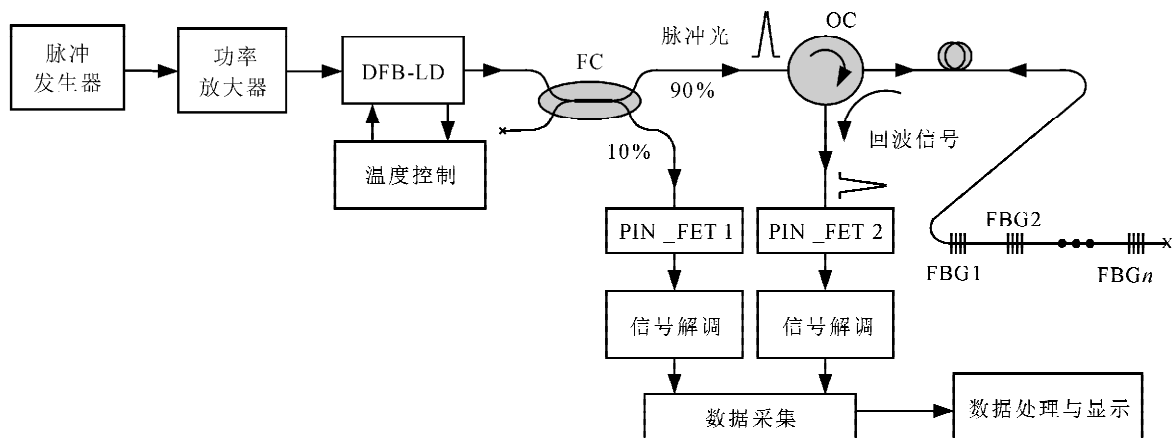 脉冲
发生器
功率
放大器
DFB-LD
温度控制
FC
脉冲光
90%
10%
OC
回波信号
PIN _FET 1
PIN _FET 2
FBG1
FBG2
FBGn
信号解调
信号解调
数据采集
数据处理与显示